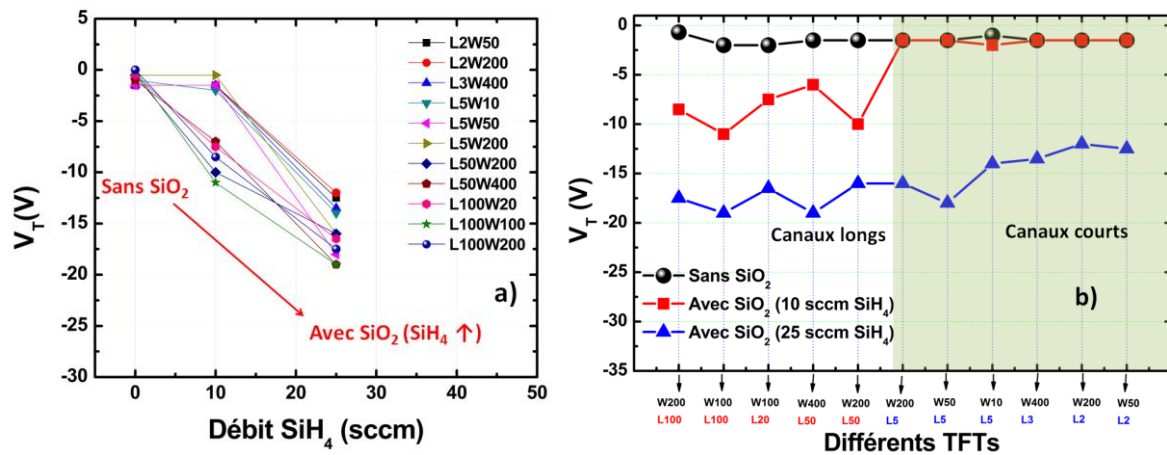 5
0
-5
-10
-15
-20
-25
-30
V_T(V)
0 10 20 30 40 50
Débit SiH₄ (sccm)
L2W50
L2W200
L3W400
L5W10
L5W50
L5W200
L50W200
L50W400
L100W20
L100W100
L100W200
Sans SiO₂
Avec SiO₂ (SiH₄ ↑)
a)
0
-5
-10
-15
-20
-25
-30
-35
V_T (V)
Canaux longs
Canaux courts
Sans SiO₂
Avec SiO₂ (10 sccm SiH₄)
Avec SiO₂ (25 sccm SiH₄)
b)
W200 W100 W100 W400 W200 W200 W50 W10 W400 W200 W50
L100 L100 L20 L50 L50 L5 L5 L5 L3 L2 L2
Différents TFTs